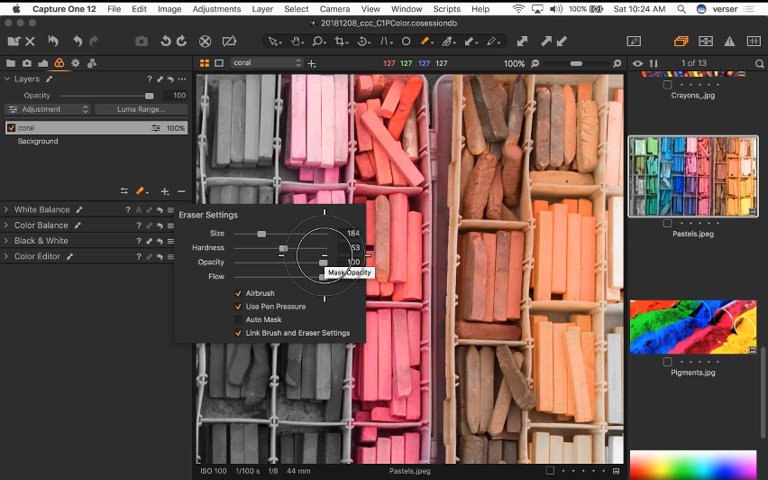 Capture One 12 File Edit Image Adjustments Layer Camera View Window Scripts Help 100% Sat 10:24 AM verser
20181208_ccc_C1PColor.cosessiondb
coral 127 127 127 127 100% 1 of 13
Layers
Opacity 100
Adjustment Luma Range...
coral 100%
Background
White Balance A
Color Balance
Black & White
Color Editor
Eraser Settings
Size 184
Hardness 53
Opacity 100
Mask Opacity
Flow
Airbrush
Use Pen Pressure
Auto Mask
Link Brush and Eraser Settings
Crayons_.jpg
Pastels.jpeg
Pigments.jpg
ISO 100 1/100 s f/8 44 mm Pastels.jpeg